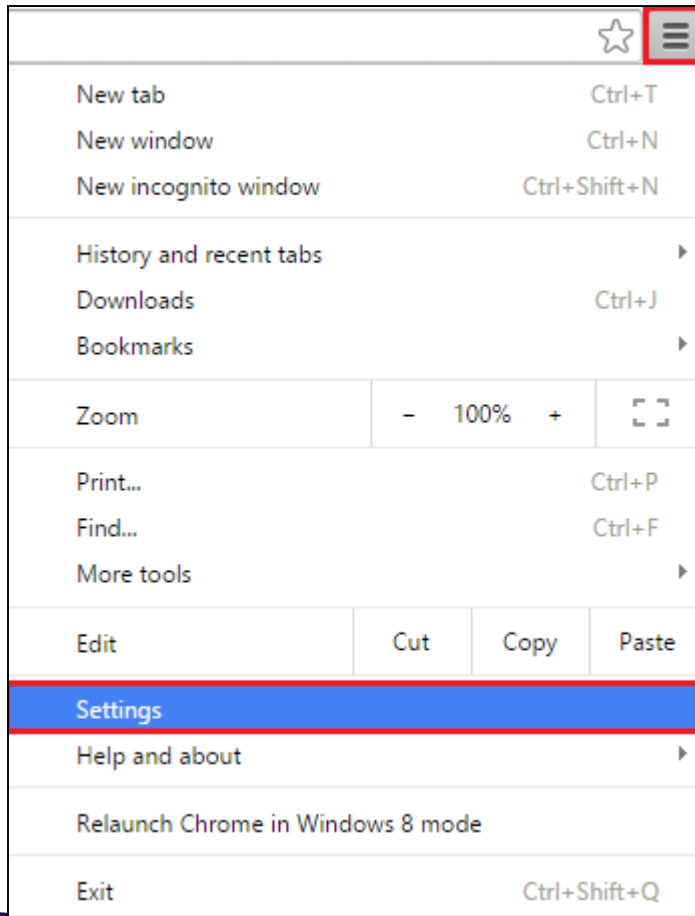 New tab Ctrl+T
New window Ctrl+N
New incognito window Ctrl+Shift+N
History and recent tabs
Downloads Ctrl+J
Bookmarks
Zoom - 100% +
Print... Ctrl+P
Find... Ctrl+F
More tools
Edit Cut Copy Paste
Settings
Help and about
Relaunch Chrome in Windows 8 mode
Exit Ctrl+Shift+Q